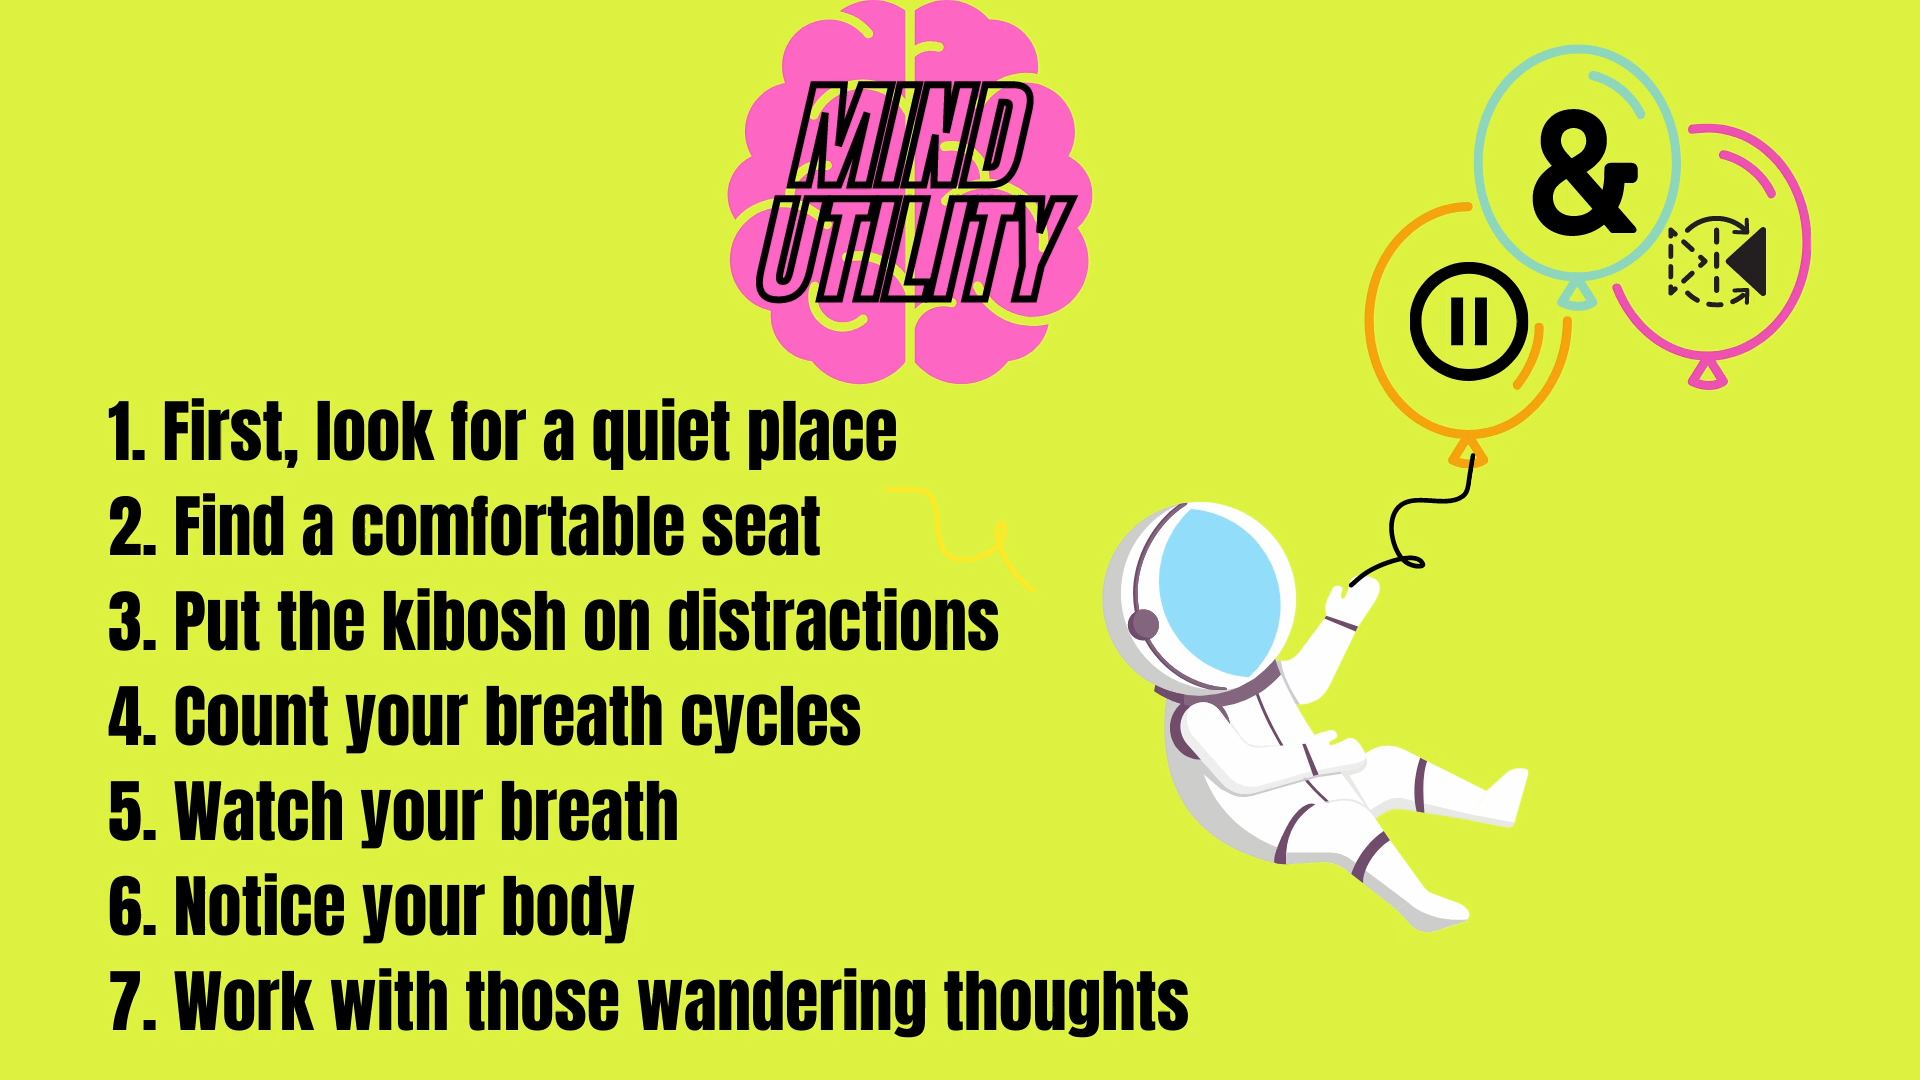 MIND
UTILITY
&
1. First, look for a quiet place
2. Find a comfortable seat
3. Put the kibosh on distractions
4. Count your breath cycles
5. Watch your breath
6. Notice your body
7. Work with those wandering thoughts